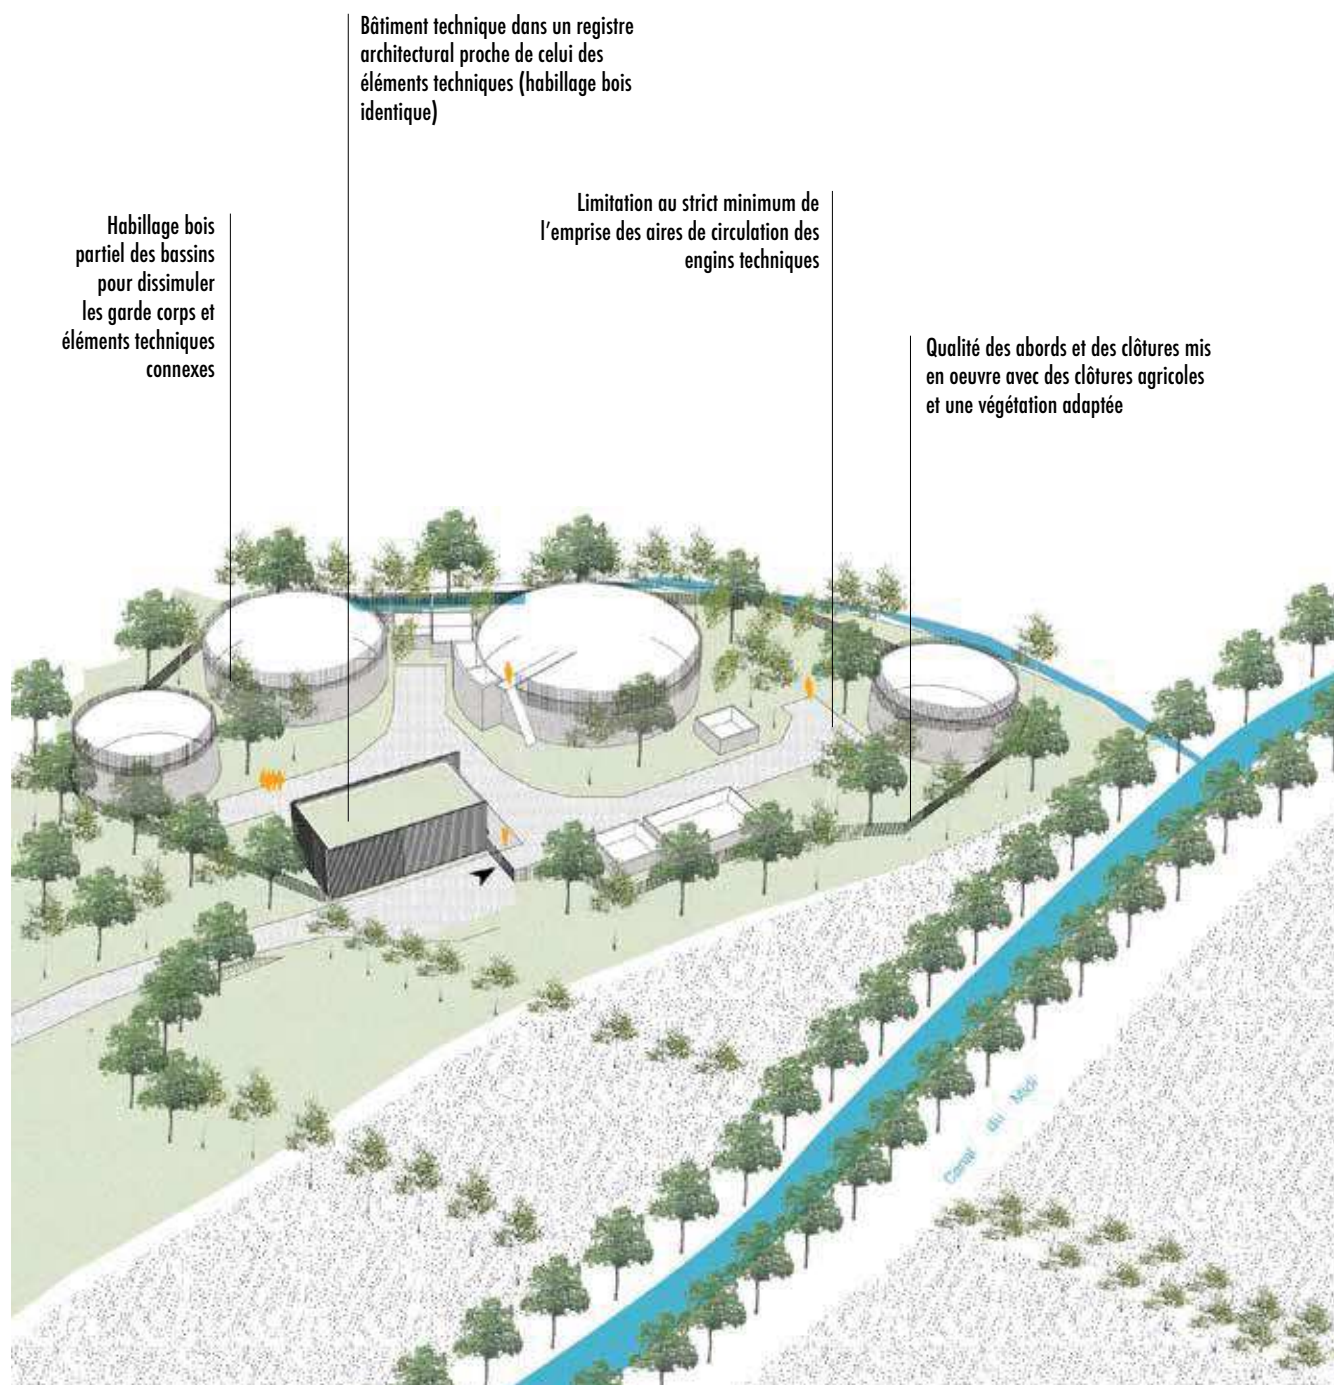 Bâtiment technique dans un registre
architectural proche de celui des
éléments techniques (habillage bois
identique)
Habillage bois
partiel des bassins
pour dissimuler
les garde corps et
éléments techniques
connexes
Limitation au strict minimum de
l'emprise des aires de circulation des
engins techniques
Qualité des abords et des clôtures mis
en oeuvre avec des clôtures agricoles
et une végétation adaptée
Canal du Midi